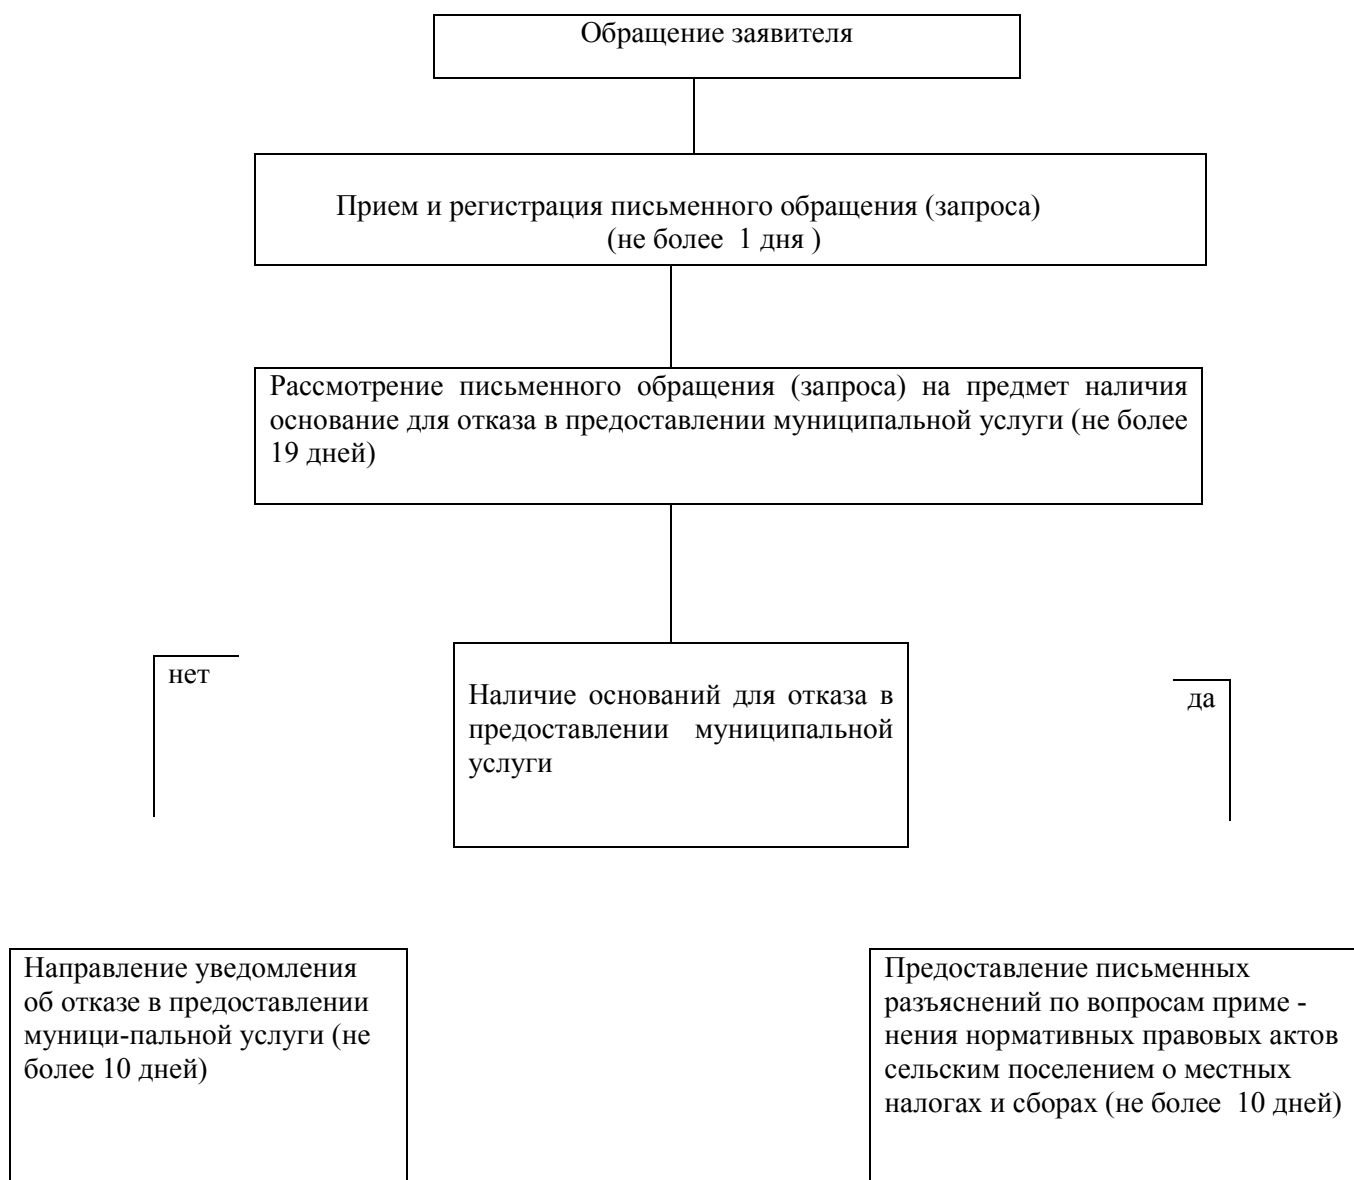 Обращение заявителя
Прием и регистрация письменного обращения (запроса)
(не более 1 дня )
Рассмотрение письменного обращения (запроса) на предмет наличия
основание для отказа в предоставлении муниципальной услуги (не более
19 дней)
нет
Наличие оснований для отказа в
предоставлении муниципальной
услуги
да
Направление уведомления
об отказе в предоставлении
муници-пальной услуги (не
более 10 дней)
Предоставление письменных
разъяснений по вопросам приме -
нения нормативных правовых актов
сельским поселением о местных
налогах и сборах (не более 10 дней)